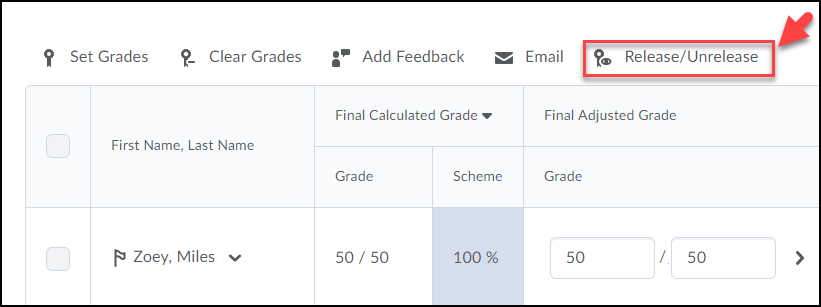 Set Grades Clear Grades Add Feedback Email Release/Unrelease
Final Calculated Grade Final Adjusted Grade
First Name, Last Name
Grade Scheme Grade
Zoey, Miles 50 / 50 100 % 50 / 50